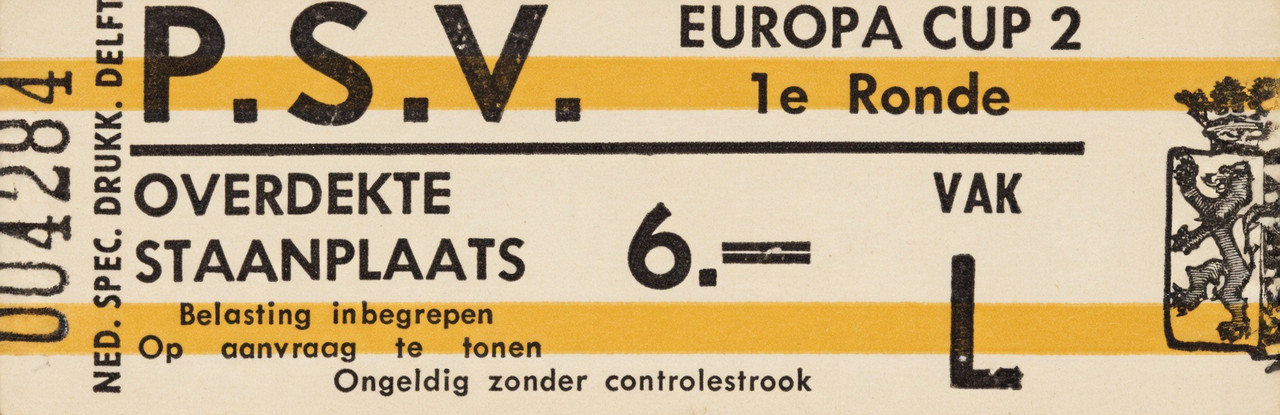 004284
NED. SPEC. DRUKK. DELFT
P.S.V.
EUROPA CUP 2
1e Ronde
OVERDEKTE
STAANPLAATS
6.=
VAK
L
Belasting inbegrepen
Op aanvraag te tonen
Ongeldig zonder controlestrook